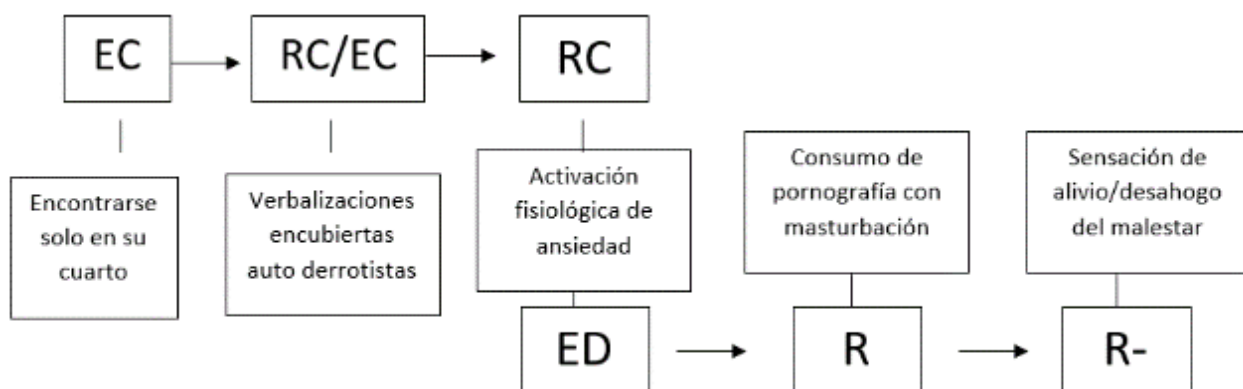 EC
RC/EC
RC
Encontrarse
solo en su
cuarto
Verbalizaciones
encubiertas
auto derrotistas
Activación
fisiológica de
ansiedad
Consumo de
pornografía con
masturbación
Sensación de
alivio/desahogo
del malestar
ED
R
R-